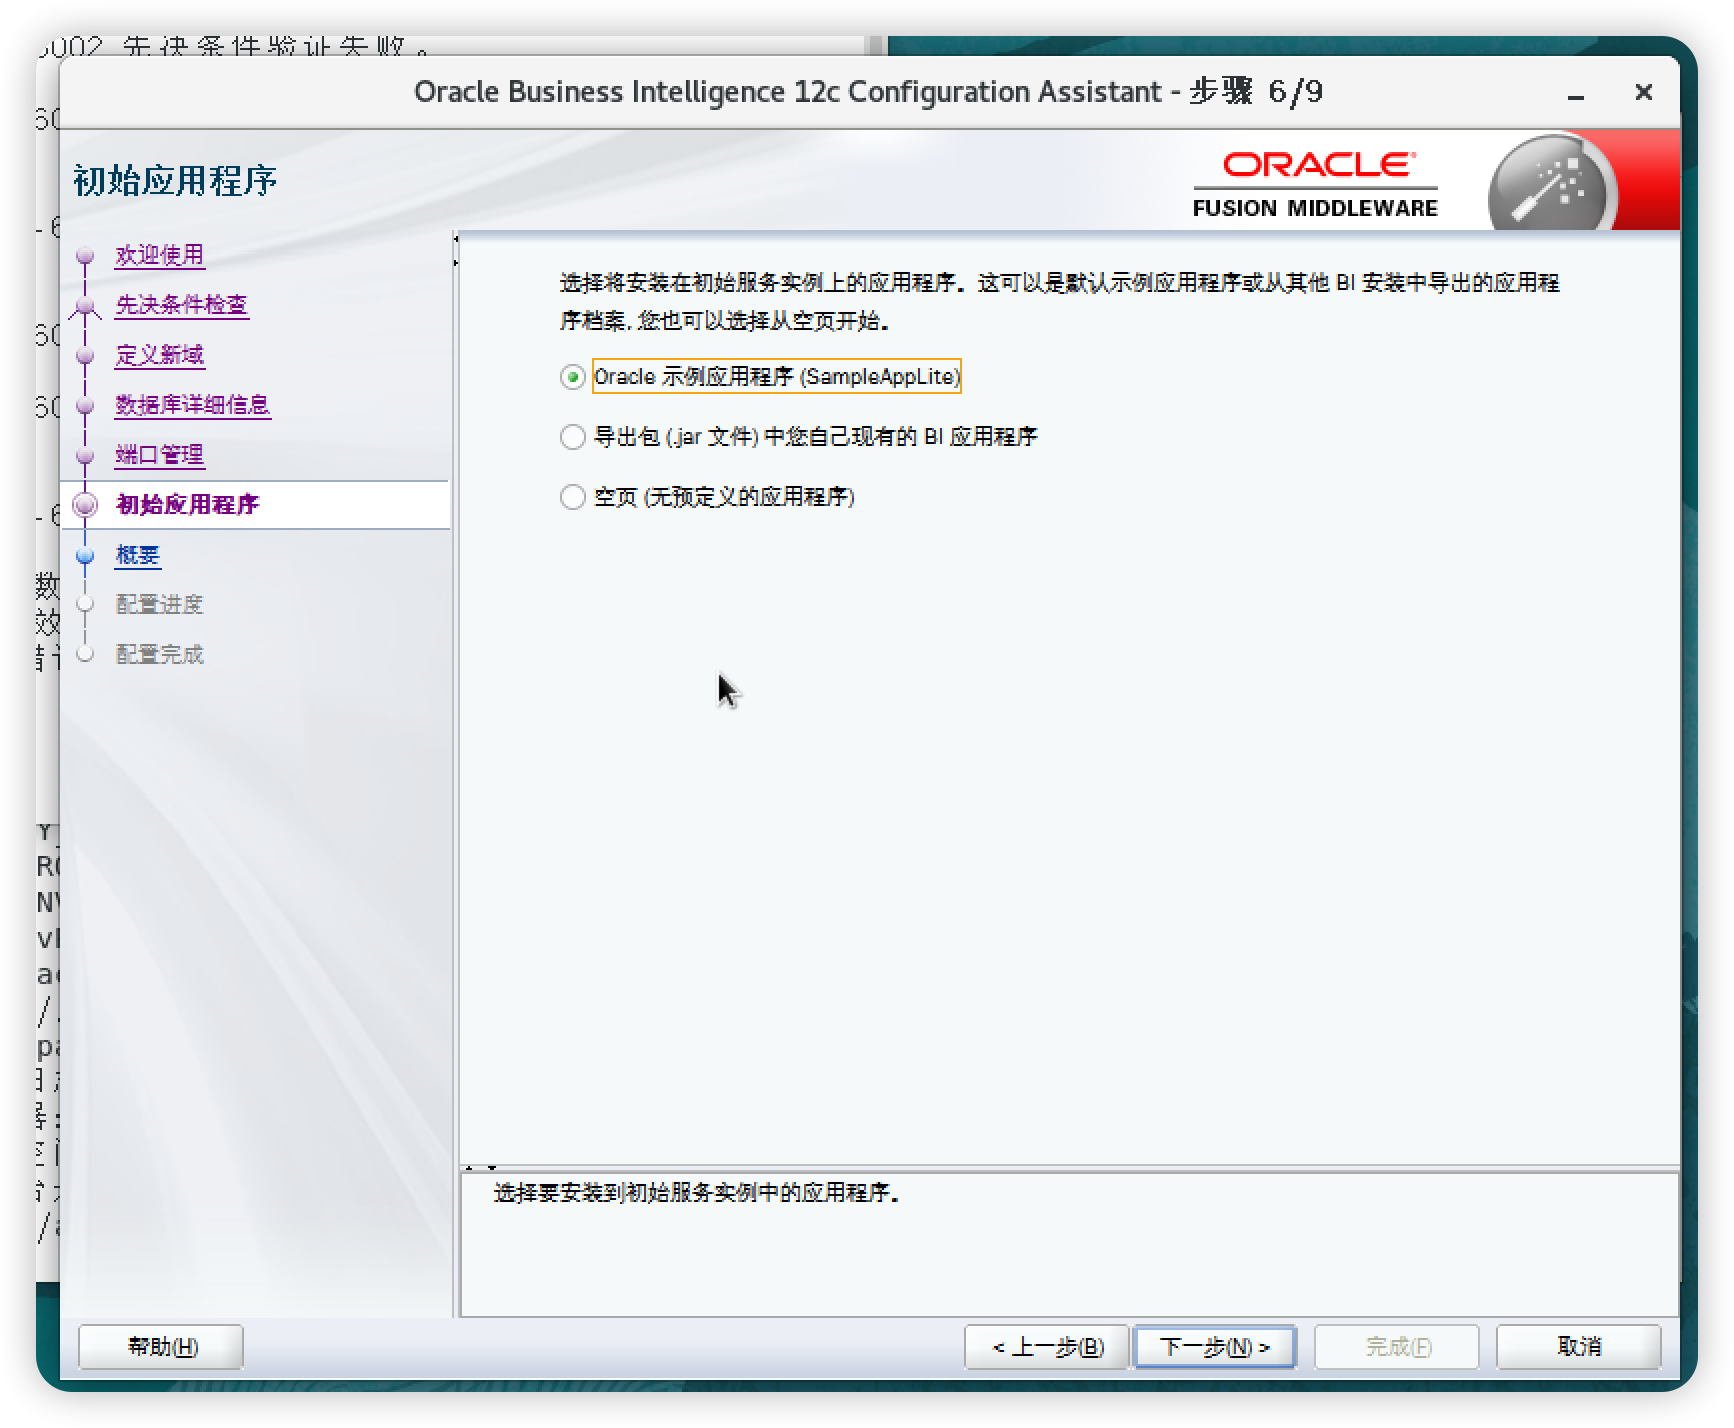 5002 先决条件验证失败。
Oracle Business Intelligence 12c Configuration Assistant - 步骤 6/9
初始应用程序
ORACLE
FUSION MIDDLEWARE
欢迎使用
先决条件检查
定义新域
数据库详细信息
端口管理
初始应用程序
概要
配置进度
配置完成
选择将安装在初始服务实例上的应用程序。这可以是默认示例应用程序或从其他 BI 安装中导出的应用程
序档案, 您也可以选择从空页开始。
Oracle 示例应用程序 (SampleAppLite)
导出包 (.jar 文件) 中您自己现有的 BI 应用程序
空页 (无预定义的应用程序)
选择要安装到初始服务实例中的应用程序。
帮助(H)
< 上一步(B)
下一步(N) >
完成(F)
取消